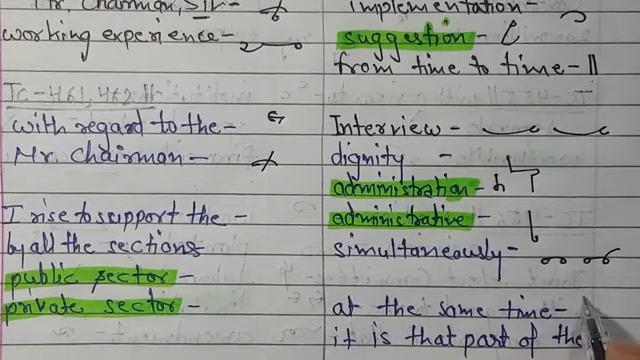 Mr. Chairman, Sir-
working experience-
TC-461,462 II
with regard to the-
Mr. Chairman-
I rise to support the-
by all the sections
public sector-
private sector-
implementation-
suggestion-
from time to time-
Interview-
dignity -
administration-
administrative-
simultaneously-
at the same time-
it is that part of the